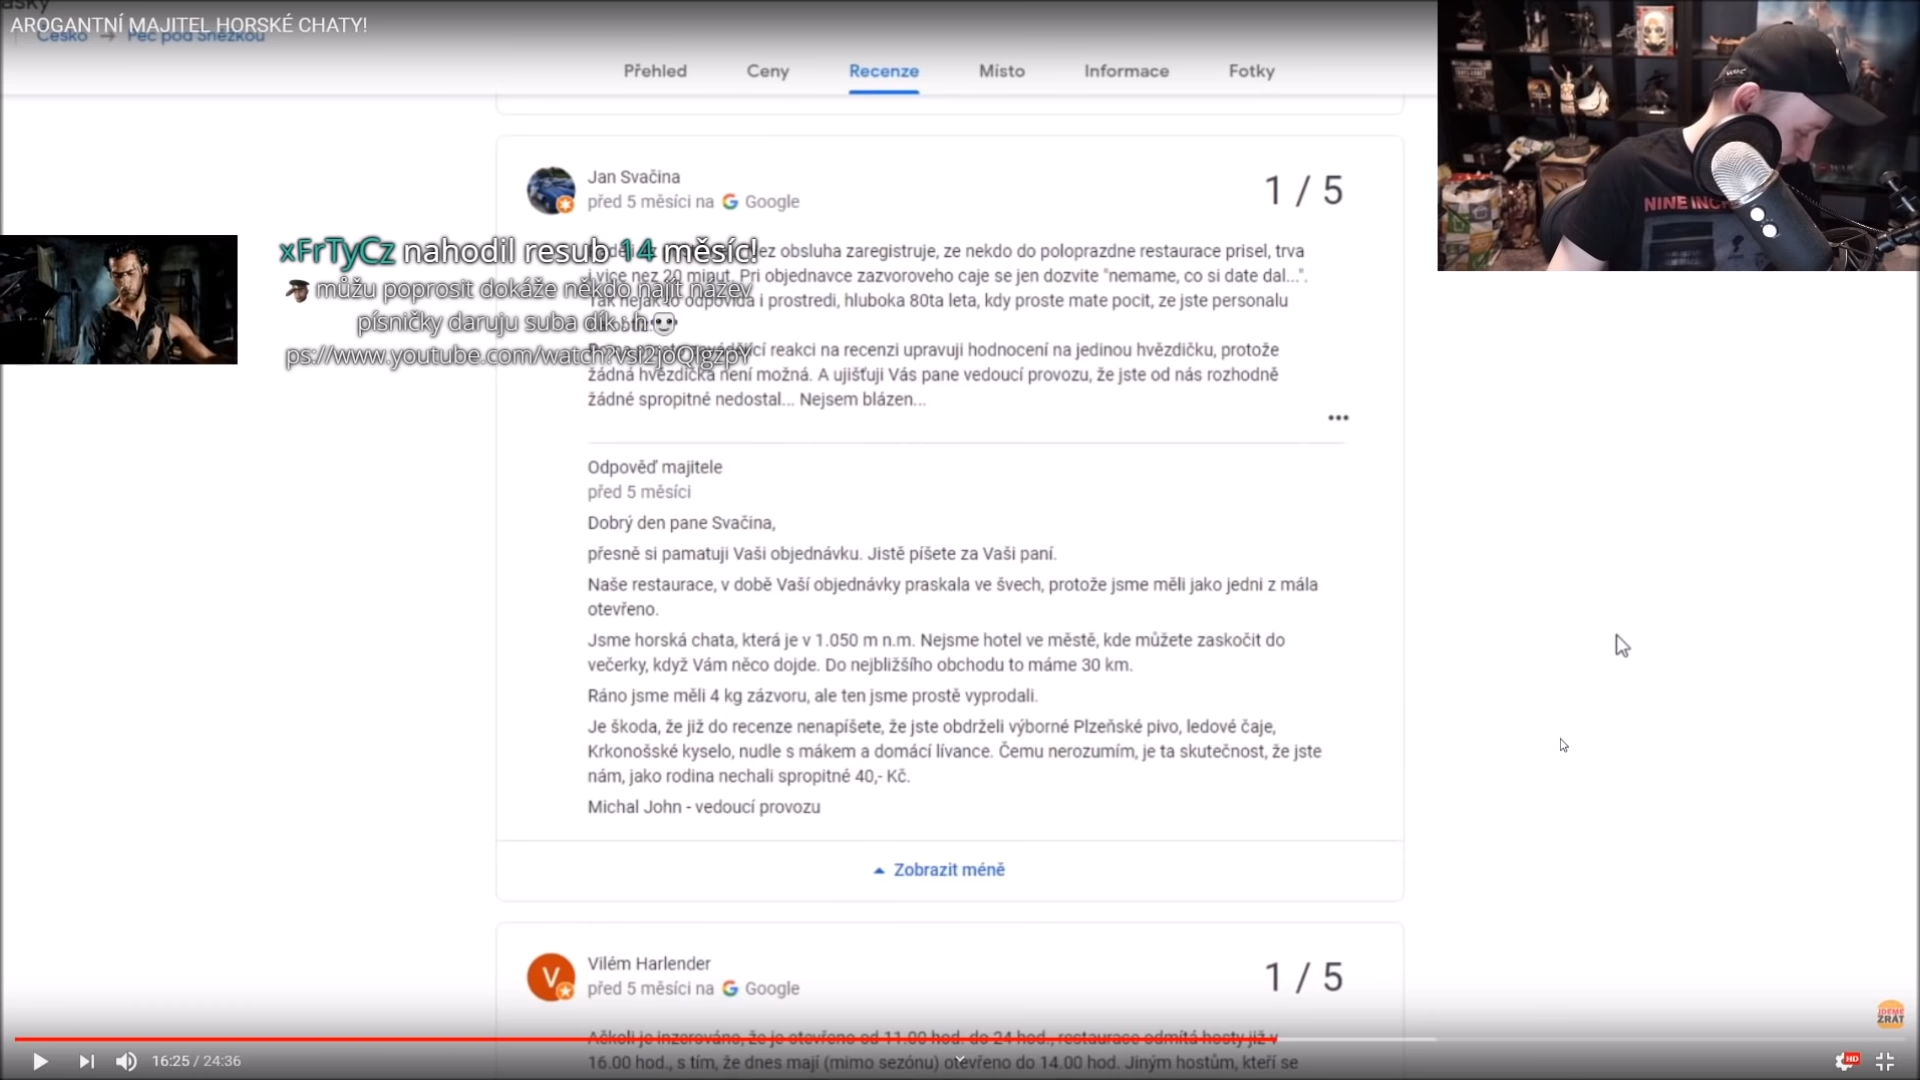 AROGANTNÍ MAJITEL HORSKÉ CHATY!
Česko → Pec pod Sněžkou
Přehled Ceny Recenze Místo Informace Fotky
Jan Svačina
před 5 měsíci na Google
1 / 5
xFrTyCz nahodil resub 14 měsíc!
můžu poprosit dokáže někdo najít název
písničky daruju suba dík
ps://www.youtube.com/watch?
obsluha zaregistruje, ze nekdo do poloprazdne restaurace prisel, trva
i vice nez 20 minut. Pri objednavce zazvoroveho caje se jen dozvite "nemame, co si date dal...".
Tak nejak to odpovida i prostredi, hluboka 80ta leta, kdy proste mate pocit, ze jste personalu
reakci na recenzi upravuji hodnocení na jedinou hvězdičku, protože
žádná hvězdička není možná. A ujišťuji Vás pane vedoucí provozu, že jste od nás rozhodně
žádné spropitné nedostal... Nejsem blázen...
Odpověď majitele
před 5 měsíci
Dobrý den pane Svačina,
přesně si pamatuji Vaši objednávku. Jistě píšete za Vaši paní.
Naše restaurace, v době Vaší objednávky praskala ve švech, protože jsme měli jako jedni z mála
otevřeno.
Jsme horská chata, která je v 1.050 m n.m. Nejsme hotel ve městě, kde můžete zaskočit do
večerky, když Vám něco dojde. Do nejbližšího obchodu to máme 30 km.
Ráno jsme měli 4 kg zázvoru, ale ten jsme prostě vyprodali.
Je škoda, že již do recenze nenapíšete, že jste obdrželi výborné Plzeňské pivo, ledové čaje,
Krkonošské kyselo, nudle s mákem a domácí lívance. Čemu nerozumím, je ta skutečnost, že jste
nám, jako rodina nechali spropitné 40,- Kč.
Michal John - vedoucí provozu
Zobrazit méně
V
Vilém Harlender
před 5 měsíci na Google
1 / 5
Ačkoli je inzerováno, že je otevřeno od 11.00 hod. do 24 hod., restaurace odmítá hosty již v
16.00 hod., s tím, že dnes mají (mimo sezónu) otevřeno do 14.00 hod. Jiným hostům, kteří se
16:25 / 24:36
HD
JDEME
ŽRÁT
NINE INC